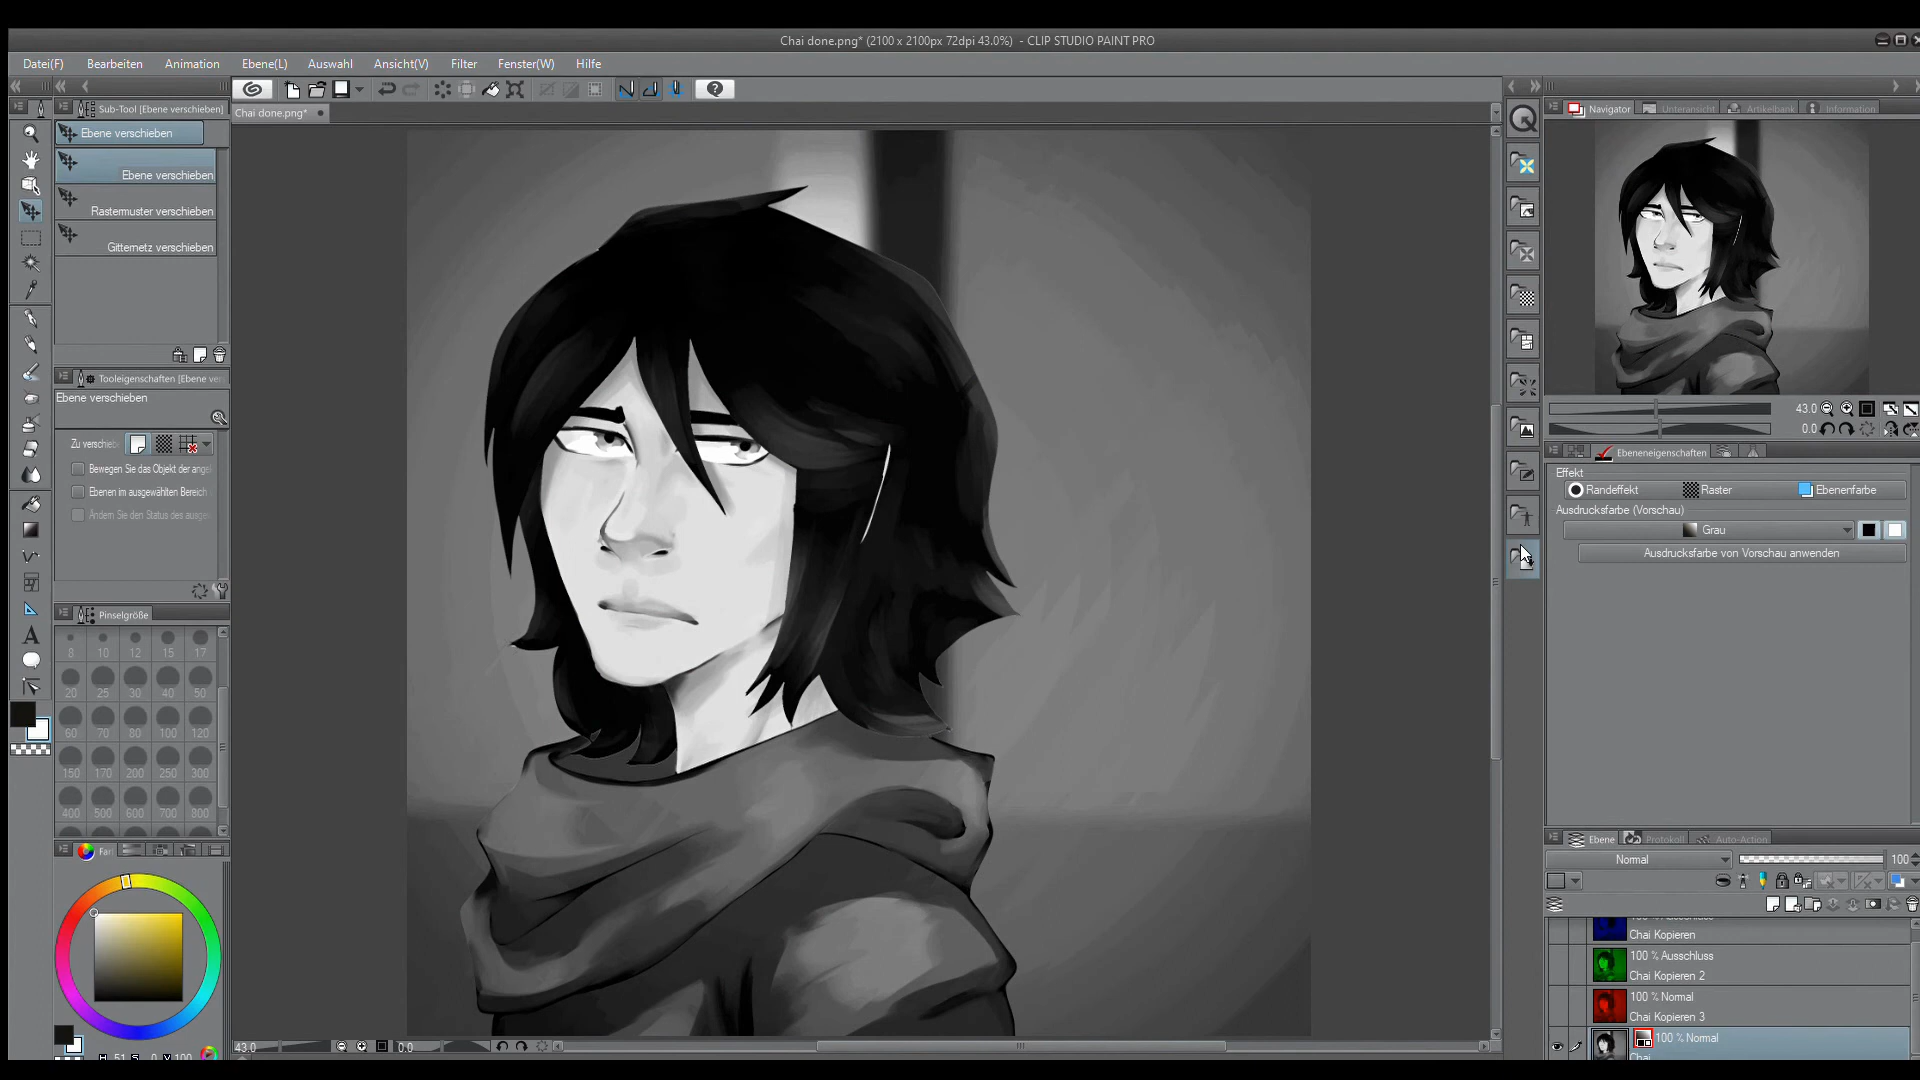 Chai done.png* (2100 x 2100px 72dpi 43.0%) - CLIP STUDIO PAINT PRO
Datei(F) Bearbeiten Animation Ebene(L) Auswahl Ansicht(V) Filter Fenster(W) Hilfe
Sub-Tool [Ebene verschieben]
Chai done.png*
Navigator Unteransicht Artikelbank Information
Ebene verschieben
Ebene verschieben
Rastermuster verschieben
Gitternetz verschieben
Tooleigenschaften [Ebene ver
Ebene verschieben
Zu verschiebe
Bewegen Sie das Objekt der ange
Ebenen im ausgewählten Bereich
Ändern Sie den Status des ausge
Pinselgröße
8 10 12 15 17
20 25 30 40 50
60 70 80 100 120
150 170 200 250 300
400 500 600 700 800
Far
H 51 S 0 V 100
43.0 0.0
43.0
0.0
Ebeneneigenschaften
Effekt
Randeffekt Raster Ebenenfarbe
Ausdrucksfarbe (Vorschau)
Grau
Ausdrucksfarbe von Vorschau anwenden
Ebene Protokoll Auto-Action
Normal 100
Chai Kopieren
100 % Ausschluss
Chai Kopieren 2
100 % Normal
Chai Kopieren 3
100 % Normal
Chai